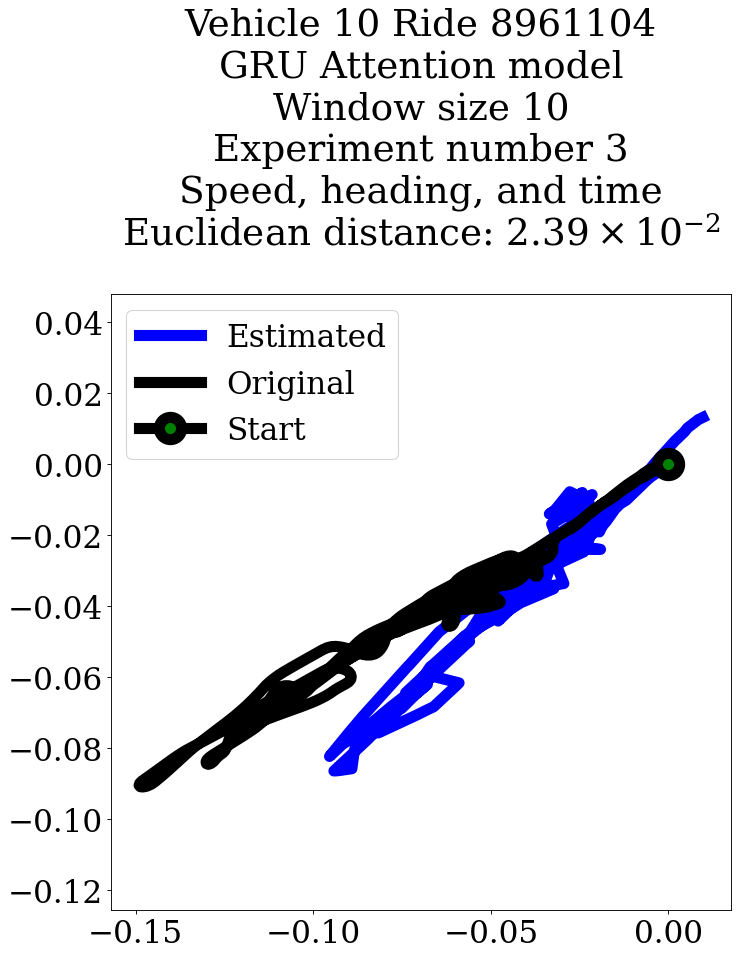 Vehicle 10 Ride 8961104
GRU Attention model
Window size 10
Experiment number 3
Speed, heading, and time
Euclidean distance: 2.39 × 10⁻²
Estimated
Original
Start
0.04
0.02
0.00
−0.02
−0.04
−0.06
−0.08
−0.10
−0.12
−0.15
−0.10
−0.05
0.00